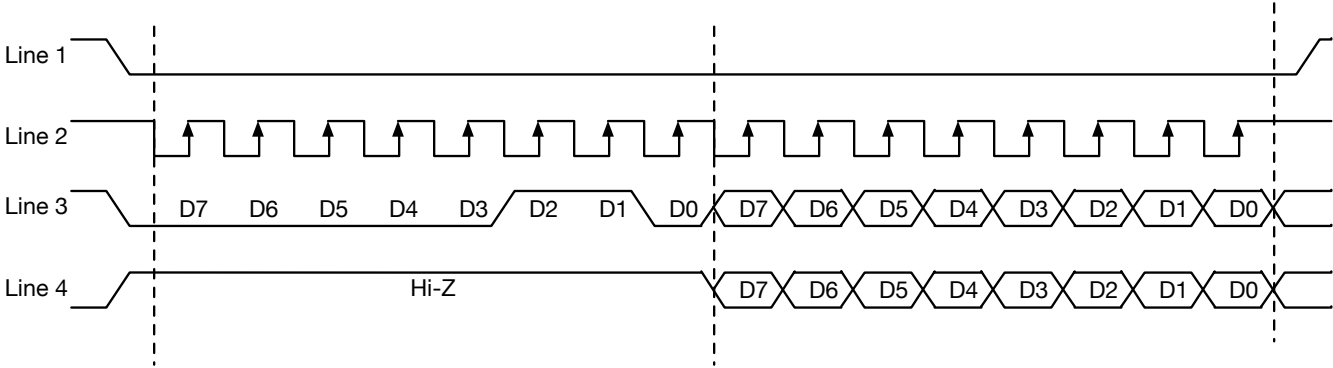 Line 1
Line 2
Line 3 D7 D6 D5 D4 D3 D2 D1 D0 D7 D6 D5 D4 D3 D2 D1 D0
Line 4 Hi-Z D7 D6 D5 D4 D3 D2 D1 D0